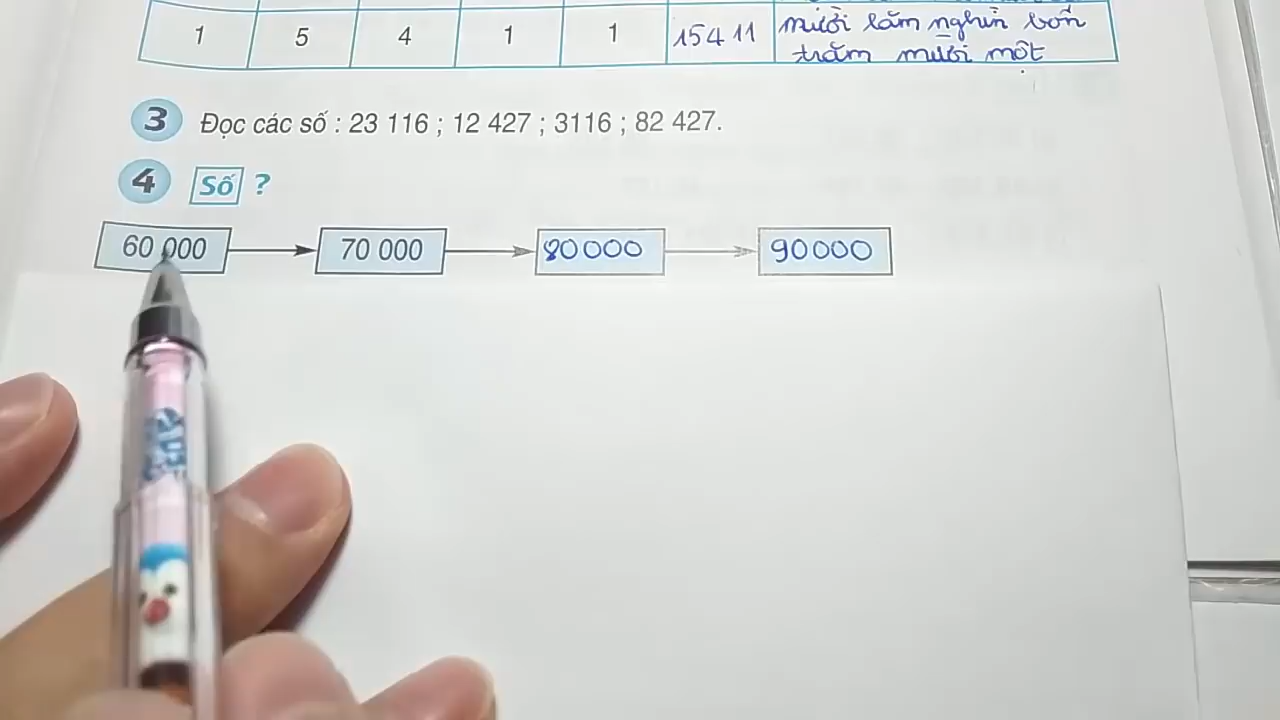 1 5 4 1 1 15411 mười lăm nghìn bốn
trăm mười một
3 Đọc các số : 23 116 ; 12 427 ; 3116 ; 82 427.
4 Số ?
60 000 70 000 80000 90000